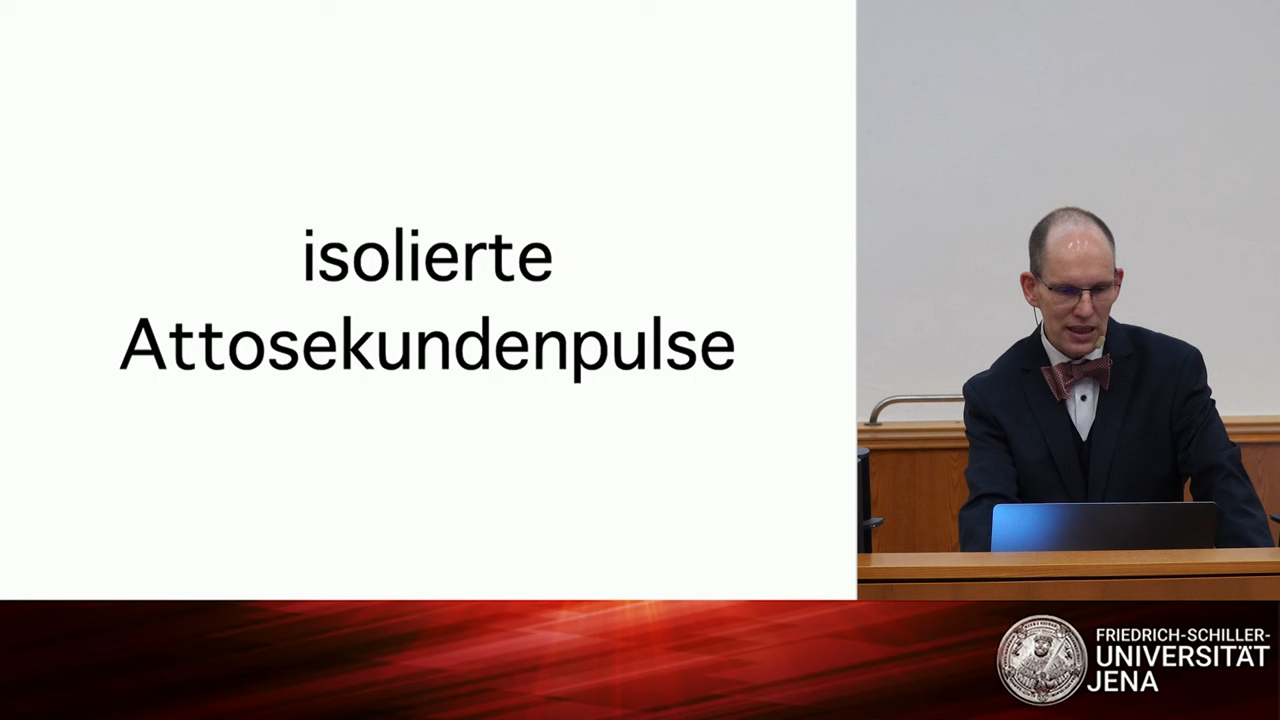 isolierte
Attosekundenpulse
FRIEDRICH-SCHILLER-
UNIVERSITÄT
JENA